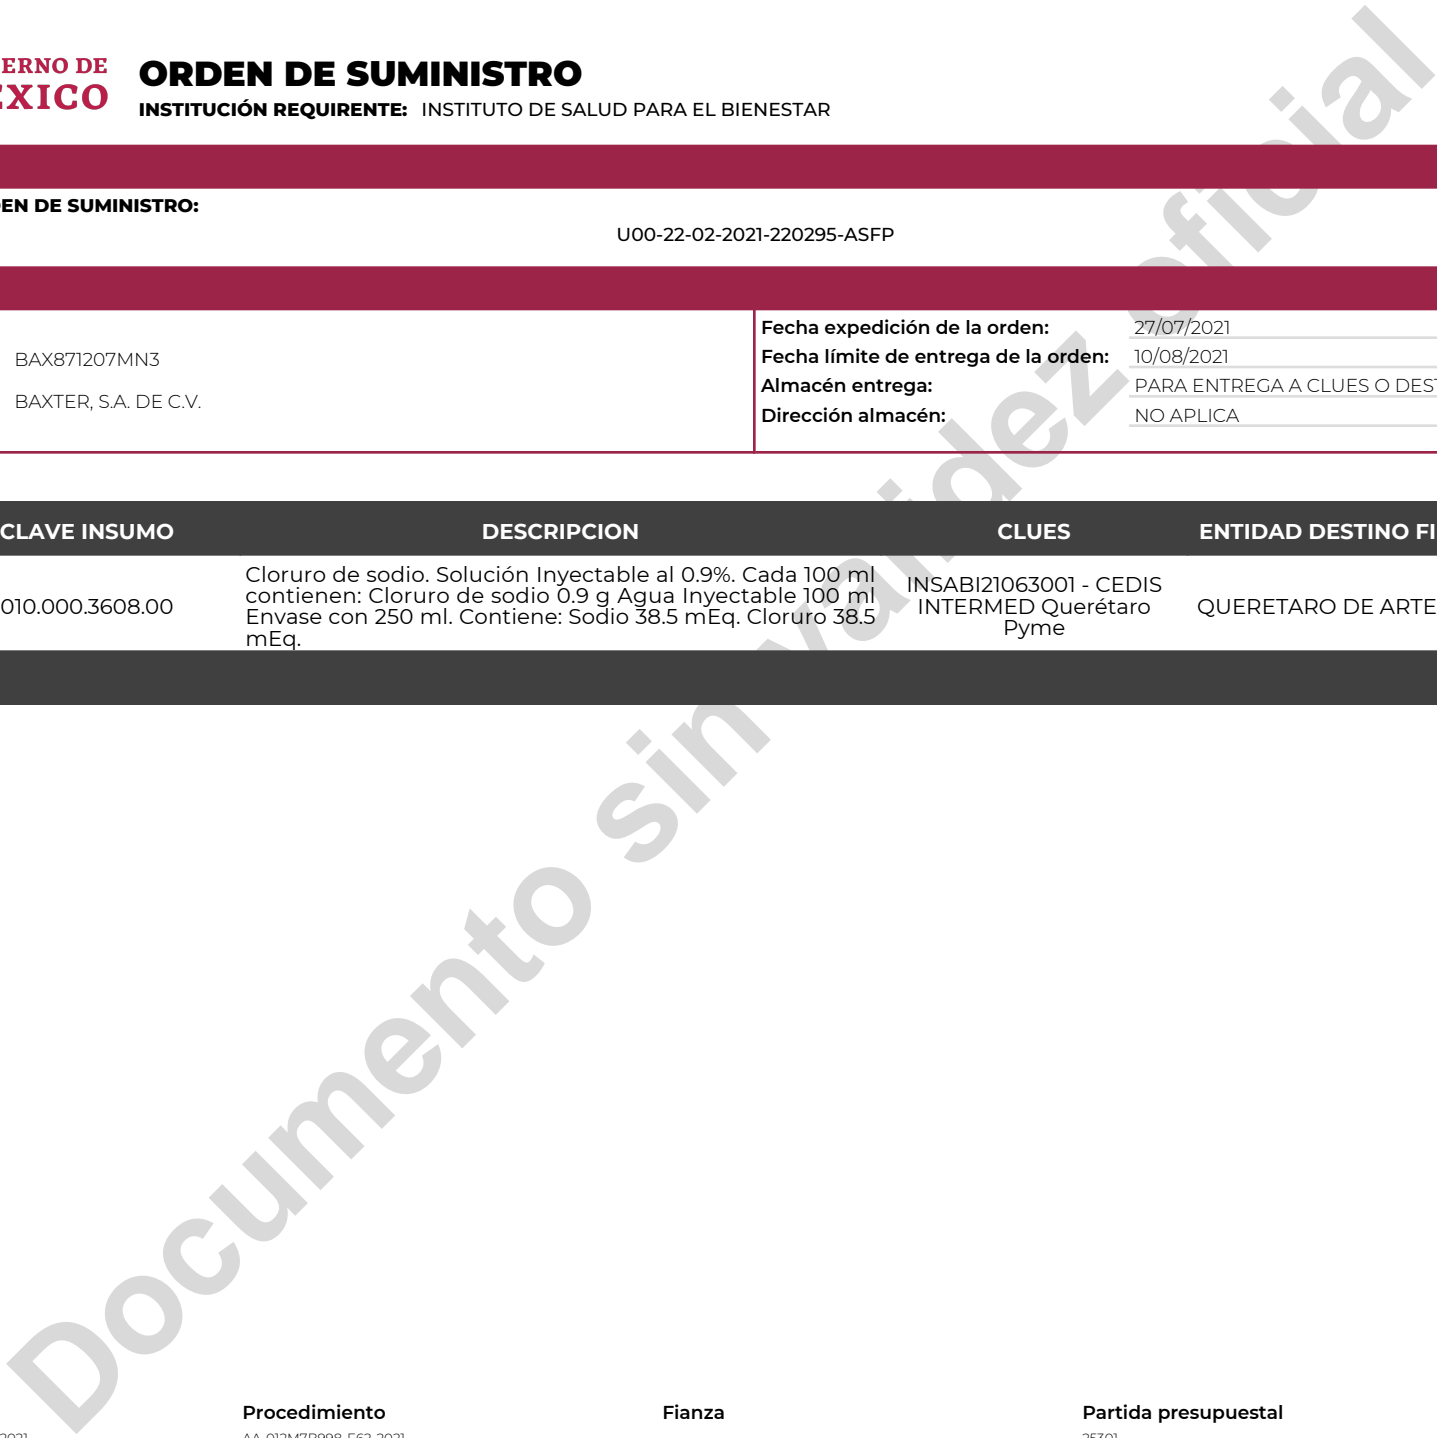 ERNO DE
EXICO
ORDEN DE SUMINISTRO
INSTITUCIÓN REQUIRENTE: INSTITUTO DE SALUD PARA EL BIENESTAR
EN DE SUMINISTRO:
U00-22-02-2021-220295-ASFP
BAX871207MN3
BAXTER, S.A. DE C.V.
Fecha expedición de la orden: 27/07/2021
Fecha límite de entrega de la orden: 10/08/2021
Almacén entrega: PARA ENTREGA A CLUES O DEST
Dirección almacén: NO APLICA
CLAVE INSUMO DESCRIPCION CLUES ENTIDAD DESTINO FI
010.000.3608.00
Cloruro de sodio. Solución Inyectable al 0.9%. Cada 100 ml
contienen: Cloruro de sodio 0.9 g Agua Inyectable 100 ml
Envase con 250 ml. Contiene: Sodio 38.5 mEq. Cloruro 38.5
mEq.
INSABI21063001 - CEDIS
INTERMED Querétaro
Pyme
QUERETARO DE ARTE
Documento sin validez oficial
Procedimiento Fianza Partida presupuestal